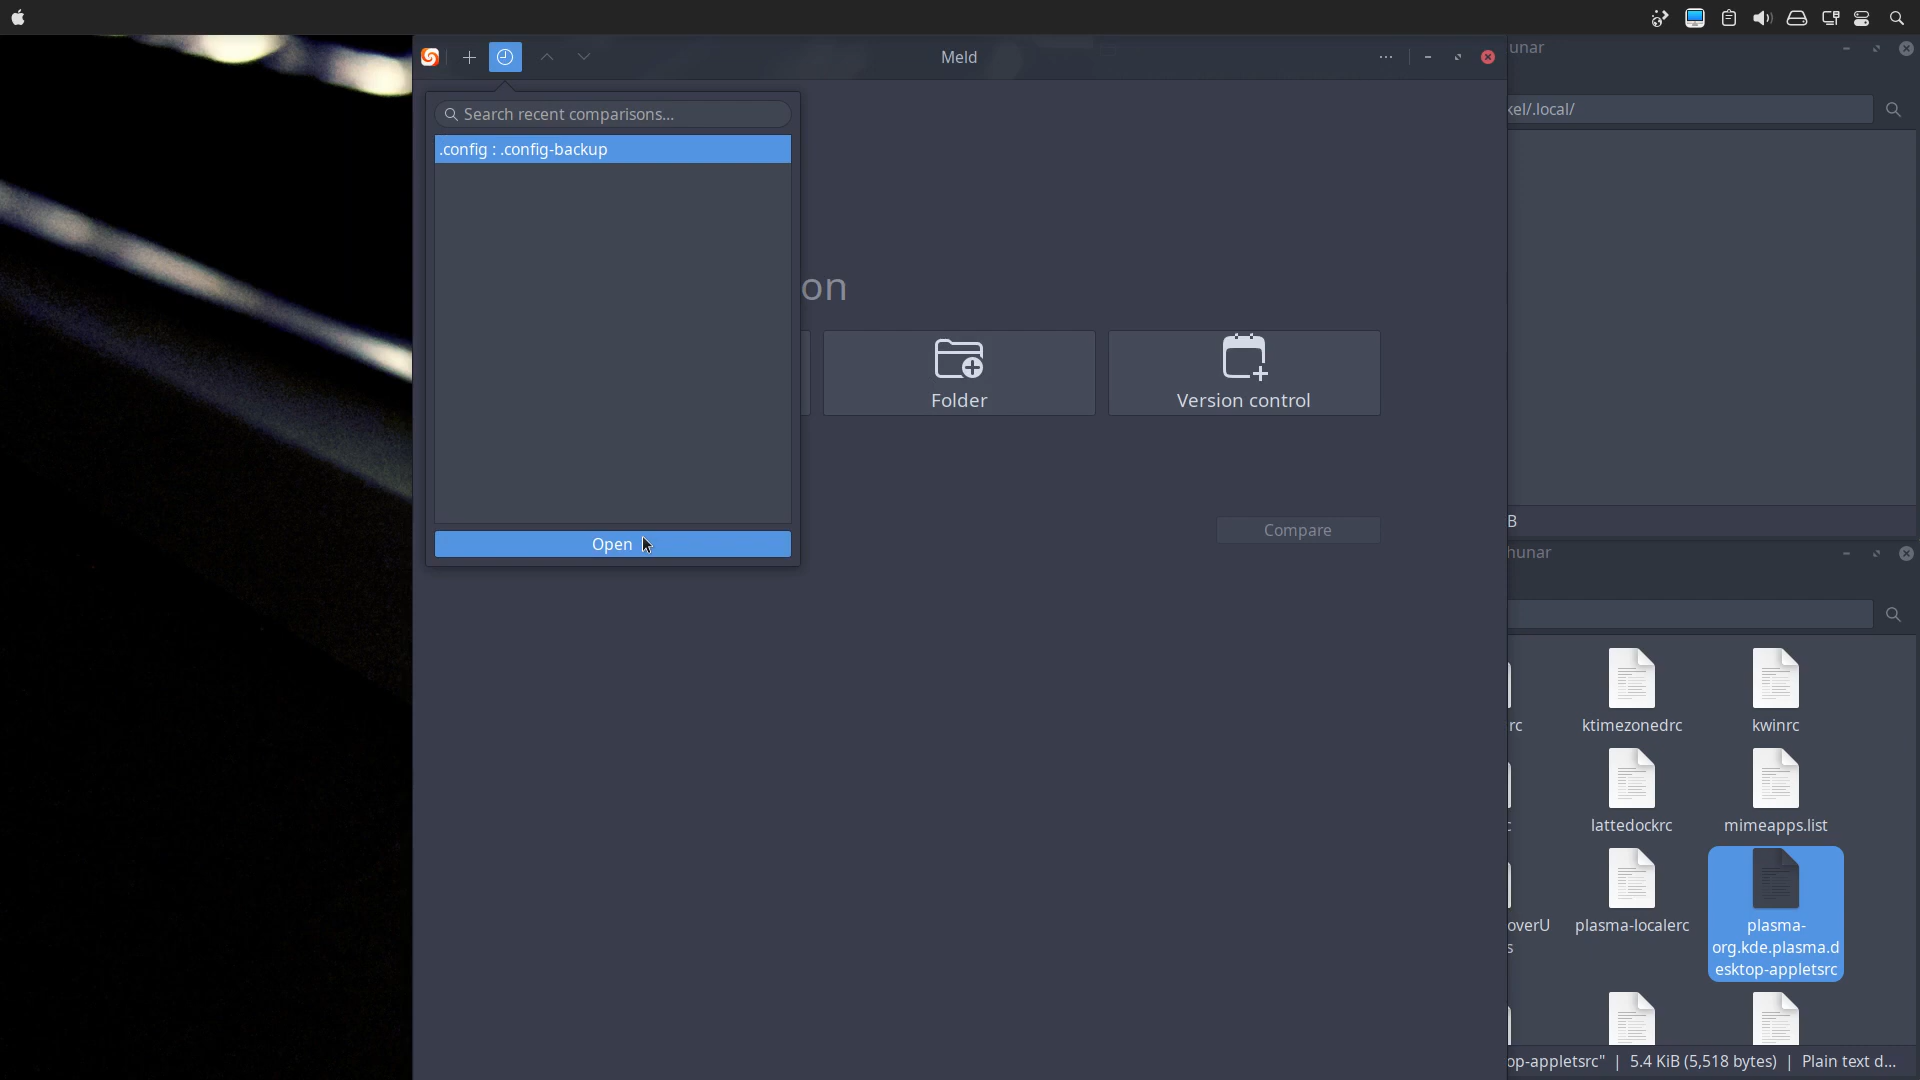 Meld
Search recent comparisons...
.config : .config-backup
Open
on
Folder
Version control
Compare
unar
kel/.local/
B
hunar
rc
ktimezonedrc
kwinrc
c
lattedockrc
mimeapps.list
overU
s
plasma-localerc
plasma-
org.kde.plasma.d
esktop-appletsrc
op-appletsrc" | 5.4 KiB (5,518 bytes) | Plain text d...